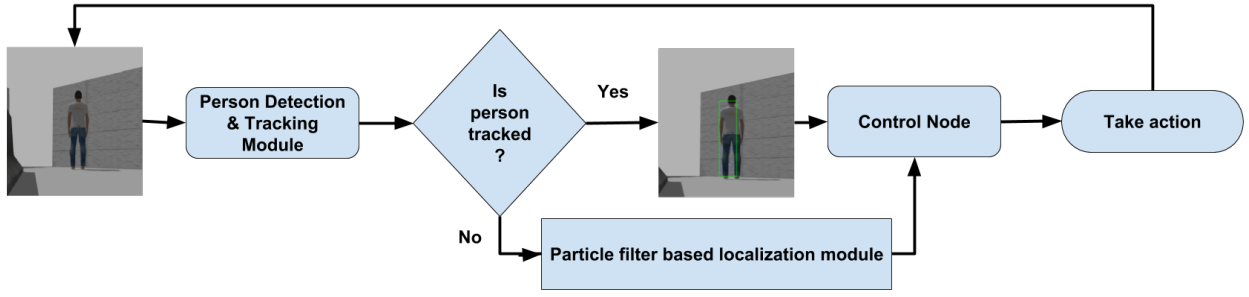 Person Detection
& Tracking
Module
Is
person
tracked
?
Yes
No
Control Node
Take action
Particle filter based localization module